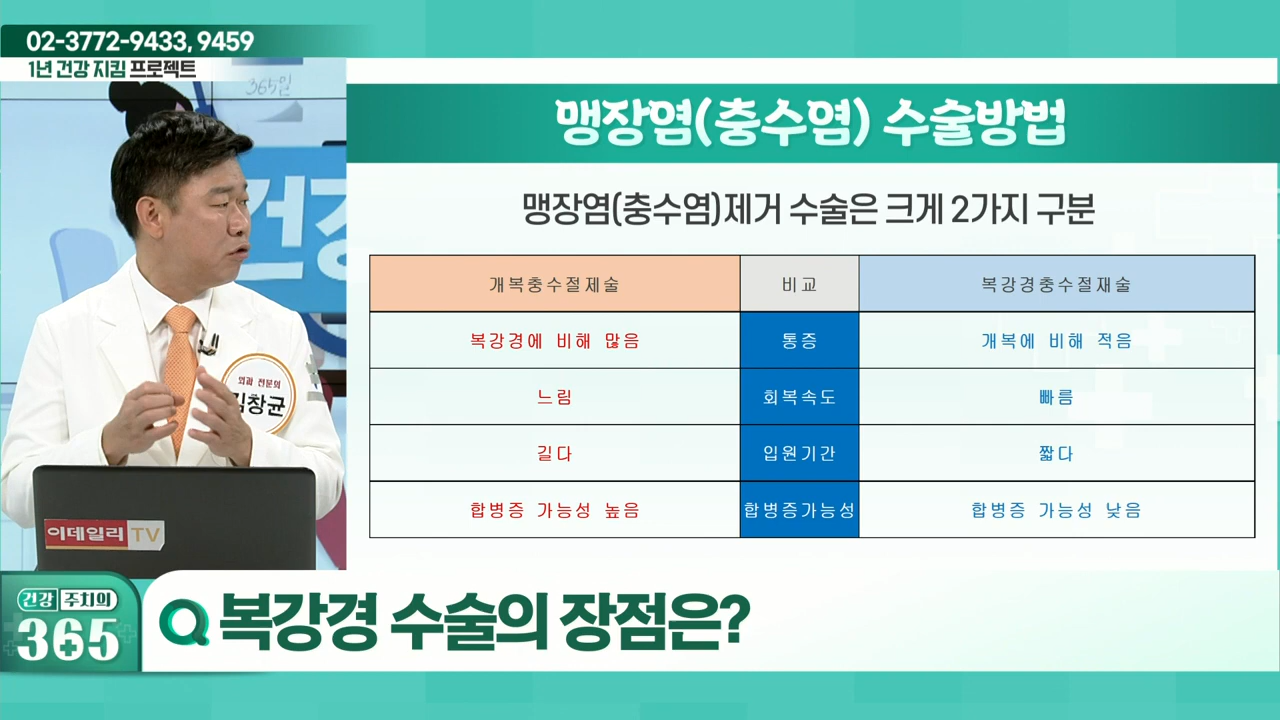 02-3772-9433, 9459
1년 건강 지킴 프로젝트
365일
건강
맹장염(충수염) 수술방법
맹장염(충수염)제거 수술은 크게 2가지 구분
개복충수절제술 비교 복강경충수절재술
복강경에 비해 많음 통증 개복에 비해 적음
느림 회복속도 빠름
길다 입원기간 짧다
합병증 가능성 높음 합병증가능성 합병증 가능성 낮음
외과 전문의
김창균
이데일리TV
건강 주치의
365
Q 복강경 수술의 장점은?